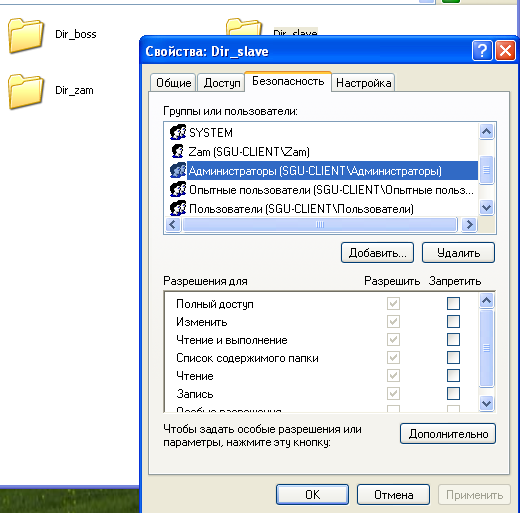 Dir_boss
Dir_slave
Dir_zam
Свойства: Dir_slave
Общие
Доступ
Безопасность
Настройка
Группы или пользователи:
SYSTEM
Zam (SGU-CLIENT\Zam)
Администраторы (SGU-CLIENT\Администраторы)
Опытные пользователи (SGU-CLIENT\Опытные польз...
Пользователи (SGU-CLIENT\Пользователи)
Добавить...
Удалить
Разрешения для
Разрешить
Запретить
Полный доступ
Изменить
Чтение и выполнение
Список содержимого папки
Чтение
Запись
Особые разрешения
Чтобы задать особые разрешения или
параметры, нажмите эту кнопку:
Дополнительно
OK
Отмена
Применить